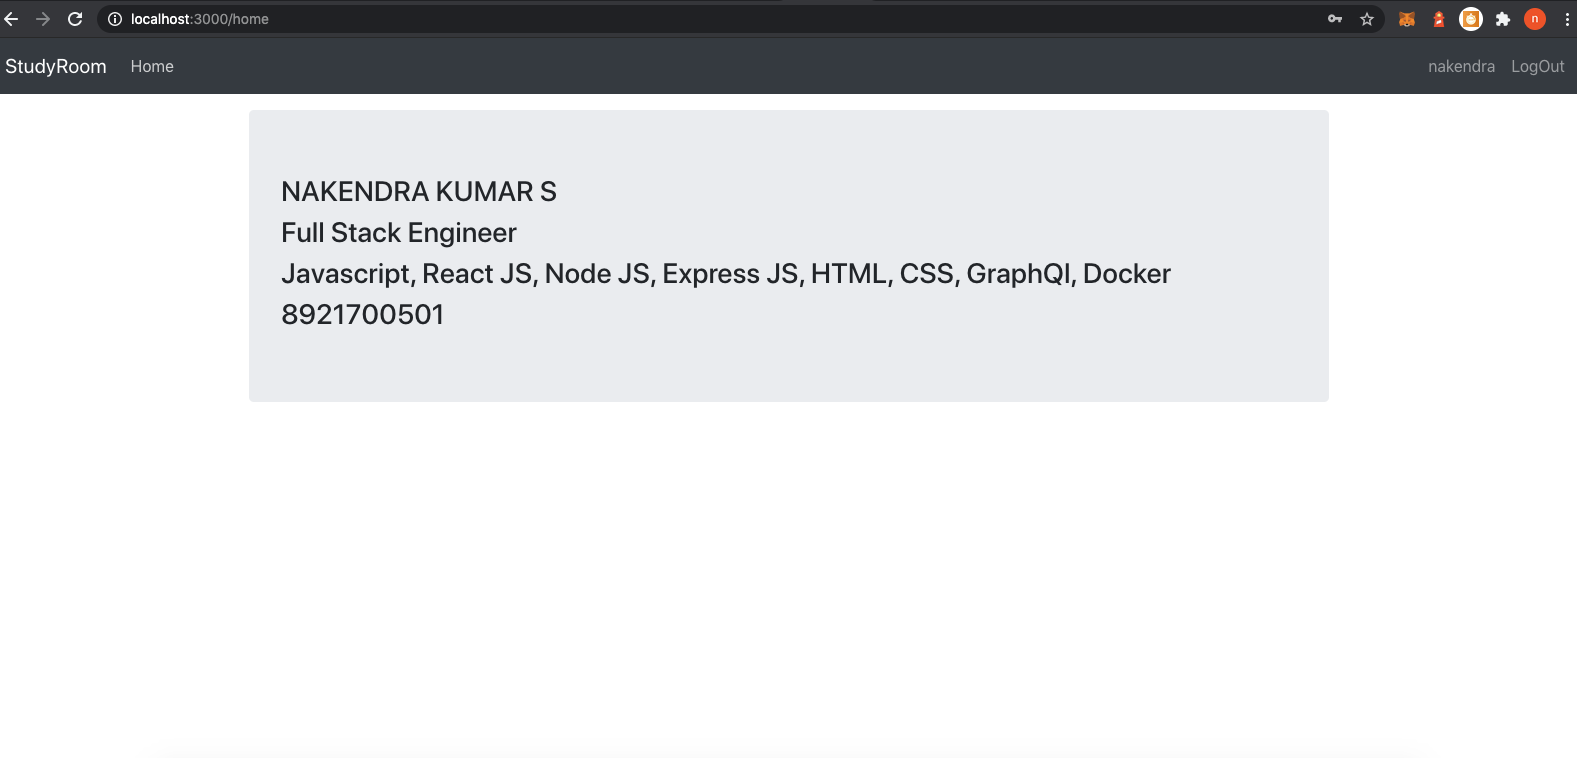 localhost:3000/home
n
StudyRoom Home nakendra LogOut
NAKENDRA KUMAR S
Full Stack Engineer
Javascript, React JS, Node JS, Express JS, HTML, CSS, GraphQl, Docker
8921700501